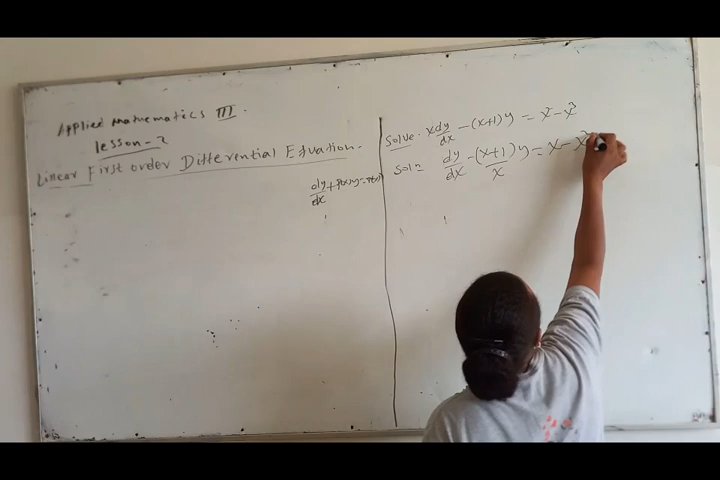 Applied Mathematics III
lesson-2
Linear First order Differential Equation.
dy/dx + P(x)y = r(x)
Solve. x dy/dx - (x+1)y = x² - x³
Soln dy/dx - (x+1)/x y = x - x²